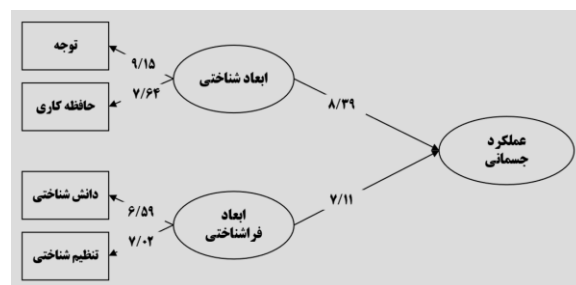 توجه
۹/۱۵
حافظه کاری
۷/۶۴
ابعاد شناختی
۸/۳۹
عملکرد
جسمانی
دانش شناختی
۶/۵۹
تنظیم شناختی
۷/۰۲
ابعاد
فراشناختی
۷/۱۱